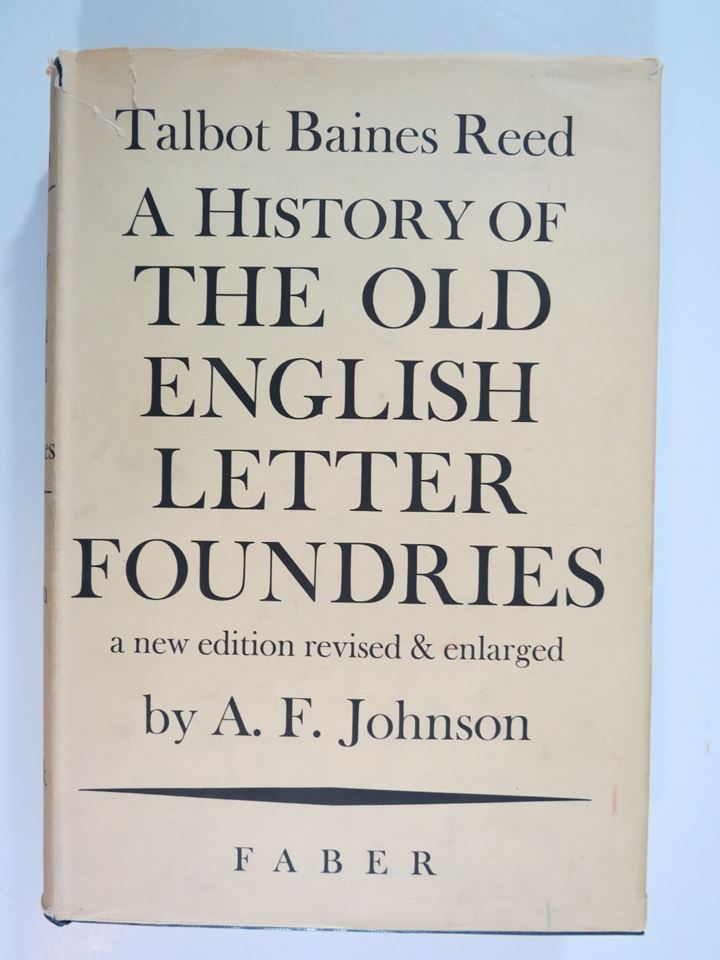 Talbot Baines Reed
A HISTORY OF
THE OLD
ENGLISH
LETTER
FOUNDRIES
a new edition revised & enlarged
by A. F. Johnson
FABER